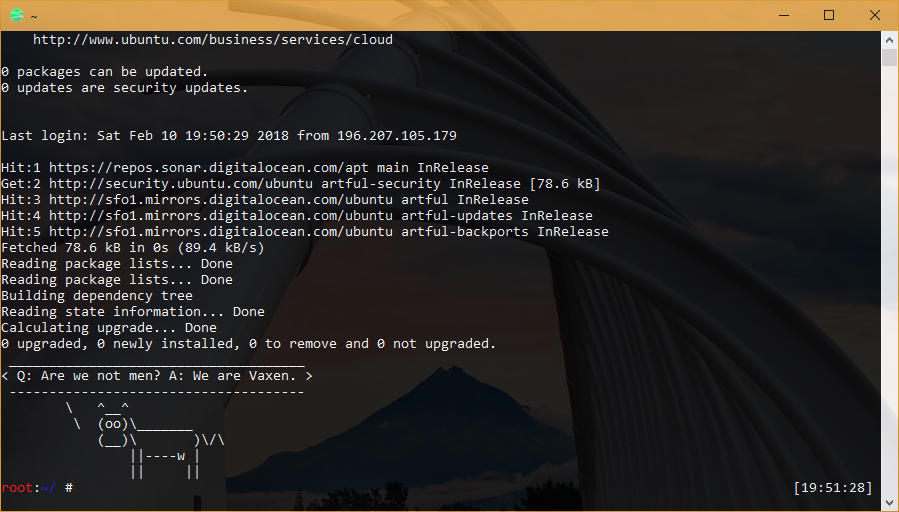 ~
    http://www.ubuntu.com/business/services/cloud
0 packages can be updated.
0 updates are security updates.
Last login: Sat Feb 10 19:50:29 2018 from 196.207.105.179
Hit:1 https://repos.sonar.digitalocean.com/apt main InRelease
Get:2 http://security.ubuntu.com/ubuntu artful-security InRelease [78.6 kB]
Hit:3 http://sfo1.mirrors.digitalocean.com/ubuntu artful InRelease
Hit:4 http://sfo1.mirrors.digitalocean.com/ubuntu artful-updates InRelease
Hit:5 http://sfo1.mirrors.digitalocean.com/ubuntu artful-backports InRelease
Fetched 78.6 kB in 0s (89.4 kB/s)
Reading package lists... Done
Reading package lists... Done
Building dependency tree
Reading state information... Done
Calculating upgrade... Done
0 upgraded, 0 newly installed, 0 to remove and 0 not upgraded.
 _____________________________________
< Q: Are we not men? A: We are Vaxen. >
 -------------------------------------
        \   ^__^
         \  (oo)\_______
            (__)\       )\/\
                ||----w |
                ||     ||
root:~/ # [19:51:28]